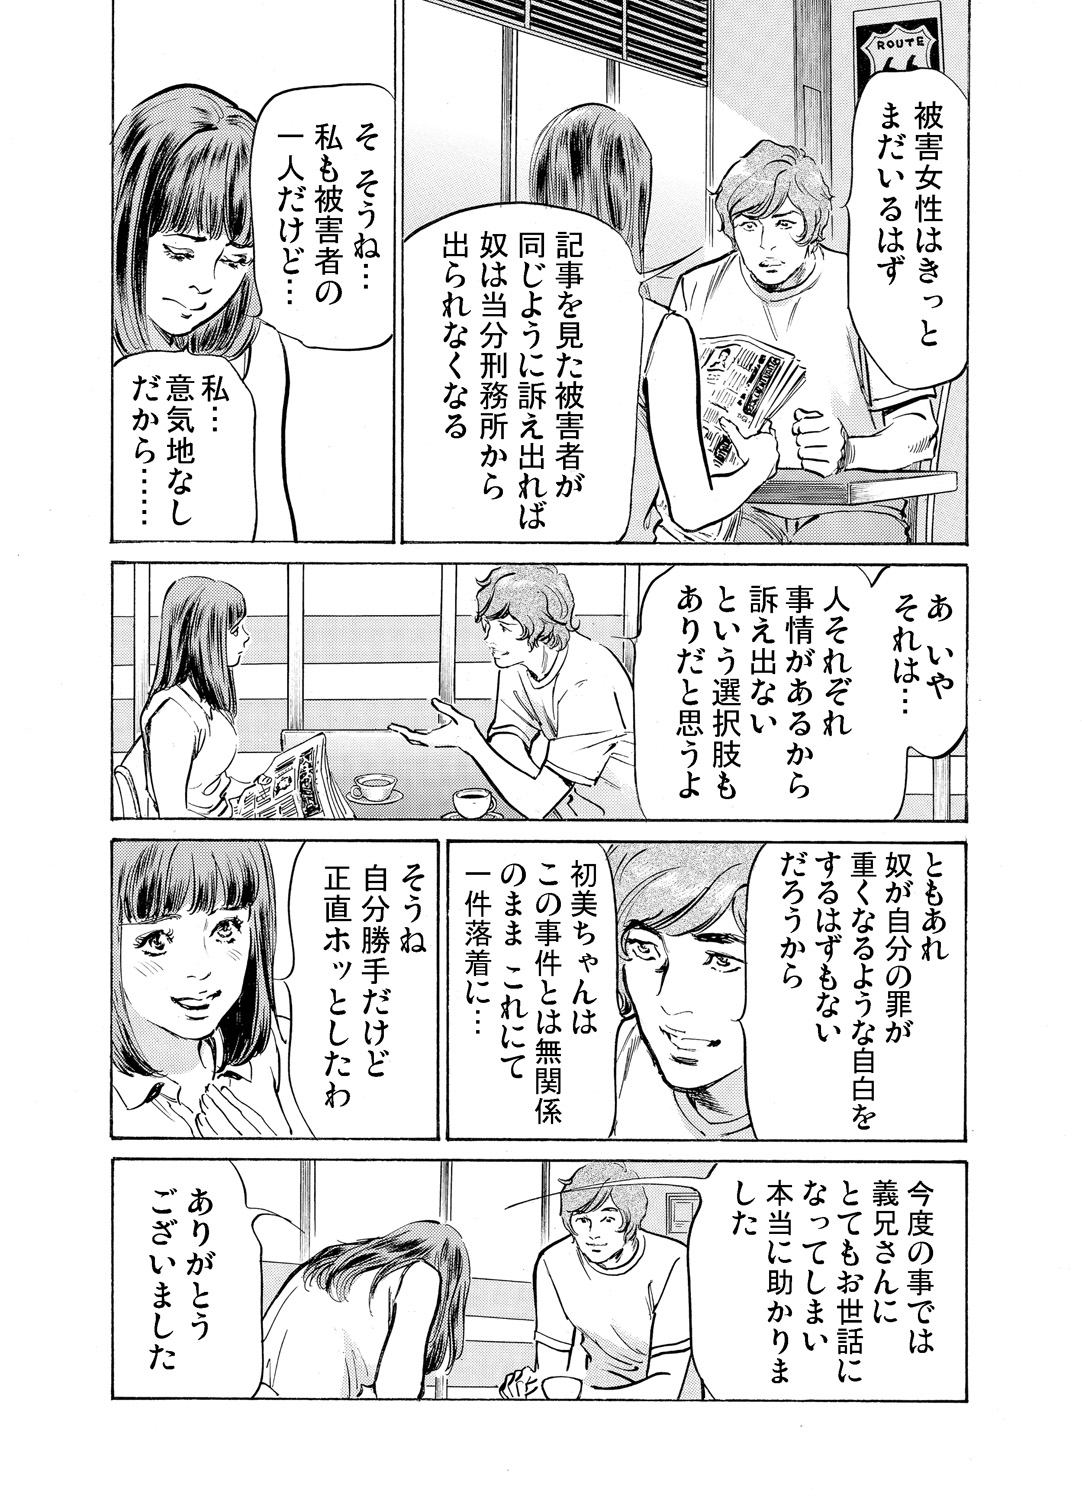 ROUTE
66
被害女性はきっと
まだいるはず
記事を見た被害者が
同じように訴え出れば
奴は当分刑務所から
出られなくなる
そ そうね…
私も被害者の
一人だけど…
私…
意気地なし
だから……
あ いや
それは…
人それぞれ
事情があるから
訴え出ない
という選択肢も
ありだと思うよ
ともあれ
奴が自分の罪が
重くなるような自白を
するはずもない
だろうから
初美ちゃんは
この事件とは無関係
のまま これにて
一件落着に…
そうね
自分勝手だけど
正直ホッとしたわ
今度の事では
義兄さんに
とてもお世話に
なってしまい
本当に助かりま
した
ありがとう
ございました